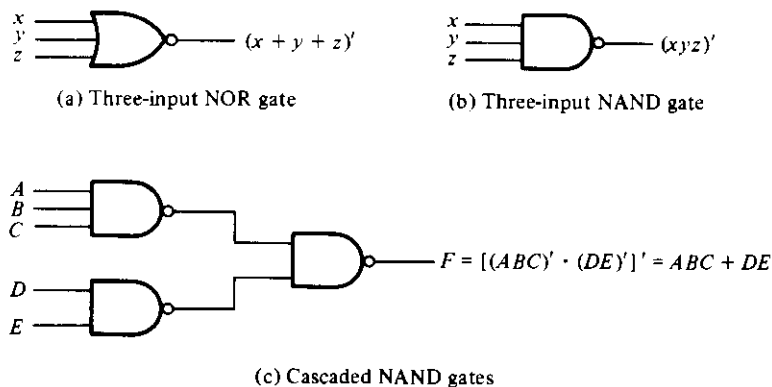 x
y
z
(x + y + z)′
(a) Three-input NOR gate
x
y
z
(xyz)′
(b) Three-input NAND gate
A
B
C
D
E
F = [(ABC)′ · (DE)′]′ = ABC + DE
(c) Cascaded NAND gates